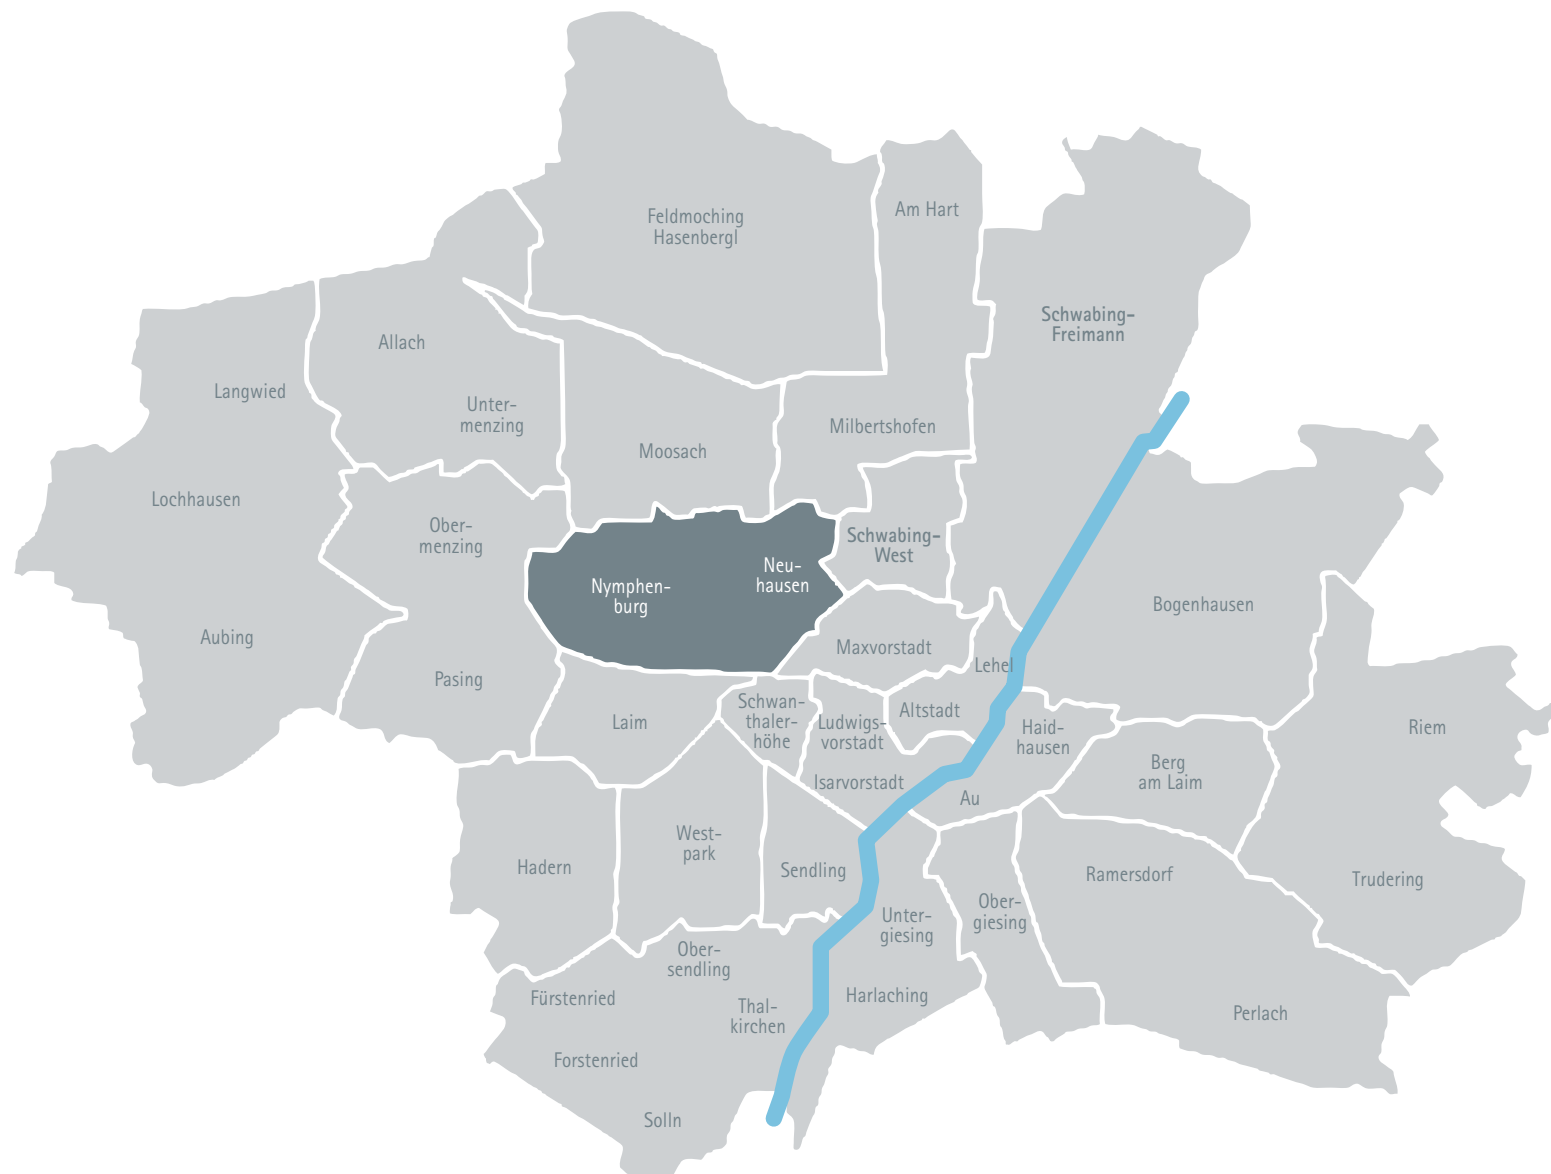 Feldmoching
Hasenbergl
Am Hart
Schwabing-
Freimann
Allach
Langwied
Unter-
menzing
Milbertshofen
Moosach
Lochhausen
Ober-
menzing
Schwabing-
West
Neu-
hausen
Nymphen-
burg
Bogenhausen
Aubing
Maxvorstadt
Lehel
Pasing
Laim
Schwan-
thaler-
höhe
Ludwigs-
vorstadt
Altstadt
Haid-
hausen
Riem
Berg
am Laim
Isarvorstadt
Au
West-
park
Hadern
Sendling
Ramersdorf
Trudering
Ober-
giesing
Unter-
giesing
Ober-
sendling
Fürstenried
Thal-
kirchen
Harlaching
Perlach
Forstenried
Solln